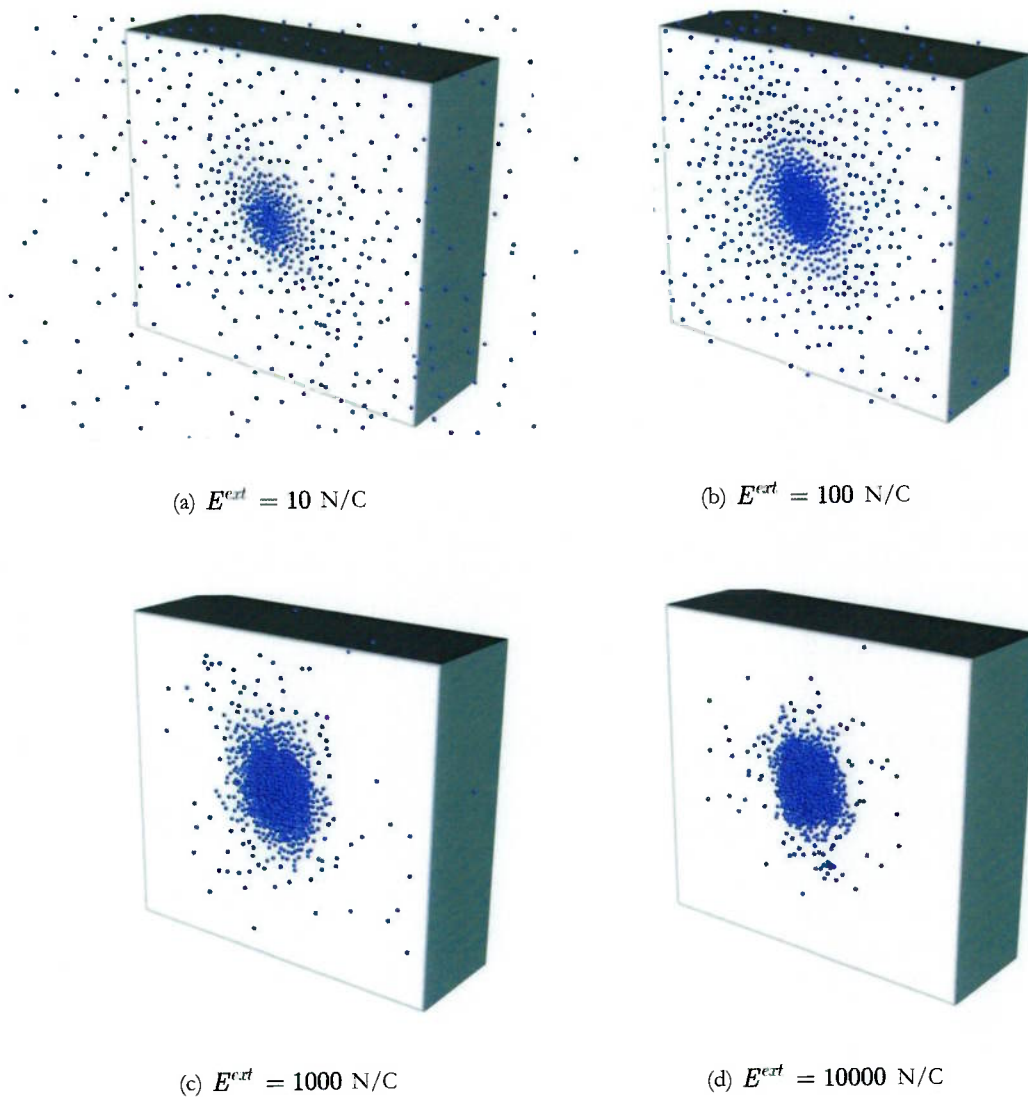 (a) E^{ext} = 10 N/C
(b) E^{ext} = 100 N/C
(c) E^{ext} = 1000 N/C
(d) E^{ext} = 10000 N/C